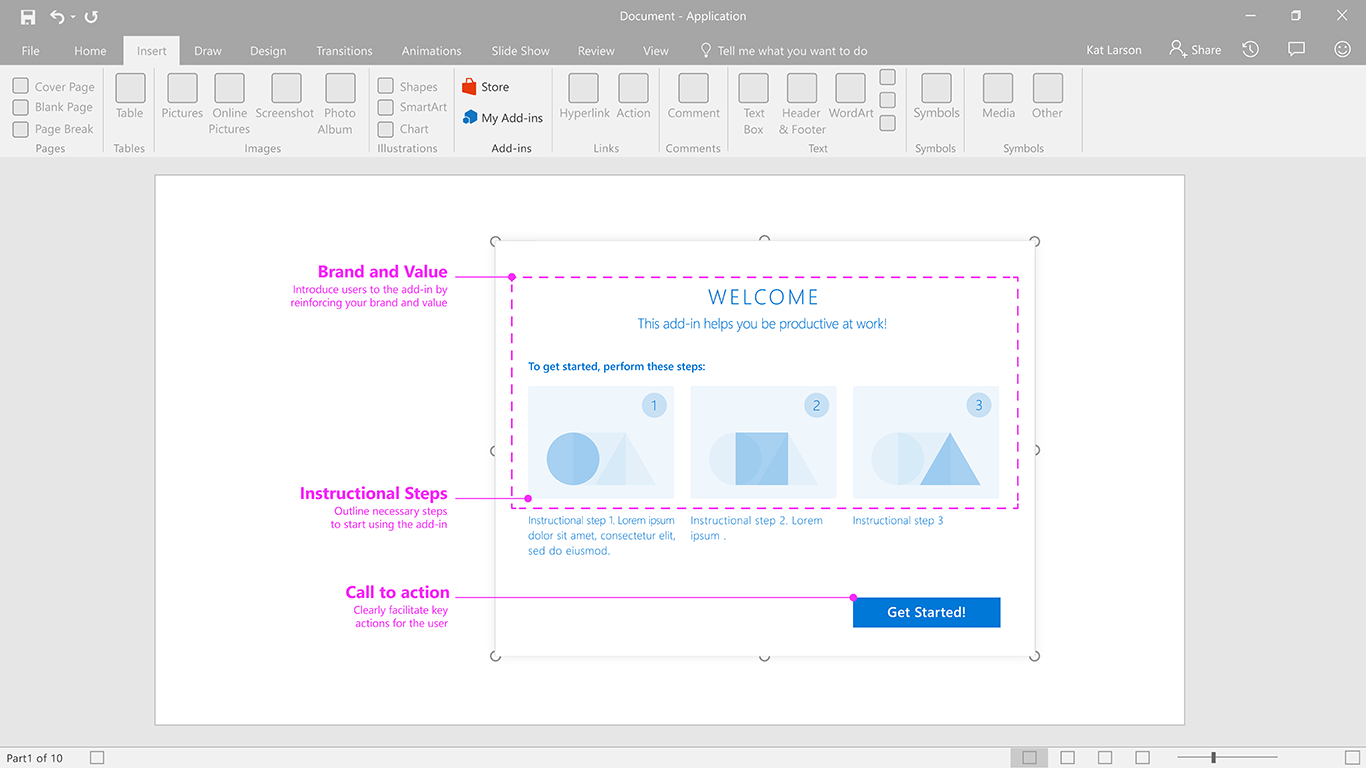 Document - Application
File Home Insert Draw Design Transitions Animations Slide Show Review View Tell me what you want to do Kat Larson Share
Cover Page
Blank Page
Page Break
Pages
Table
Tables
Pictures
Online
Pictures
Screenshot
Photo
Album
Images
Shapes
SmartArt
Chart
Illustrations
Store
My Add-ins
Add-ins
Hyperlink
Action
Links
Comment
Comments
Text
Box
Header
& Footer
WordArt
Text
Symbols
Symbols
Media
Other
Symbols
Brand and Value
Introduce users to the add-in by
reinforcing your brand and value
WELCOME
This add-in helps you be productive at work!
To get started, perform these steps:
1
2
3
Instructional Steps
Outline necessary steps
to start using the add-in
Instructional step 1. Lorem ipsum
dolor sit amet, consectetur elit,
sed do eiusmod.
Instructional step 2. Lorem
ipsum .
Instructional step 3
Call to action
Clearly facilitate key
actions for the user
Get Started!
Part1 of 10